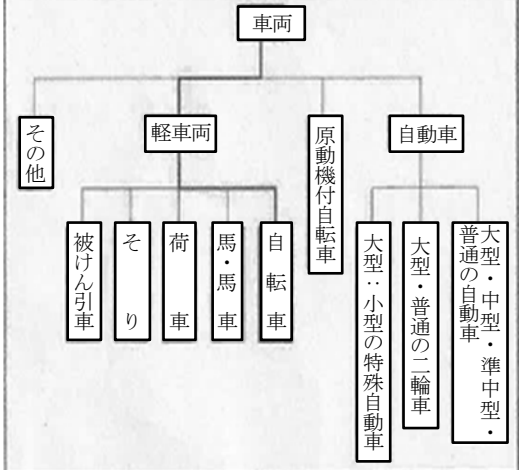 車両
その他
軽車両
原動機付自転車
自動車
被けん引車
そり
荷車
馬・馬車
自転車
大型・小型の特殊自動車
大型・普通の二輪車
大型・中型・準中型・
普通の自動車